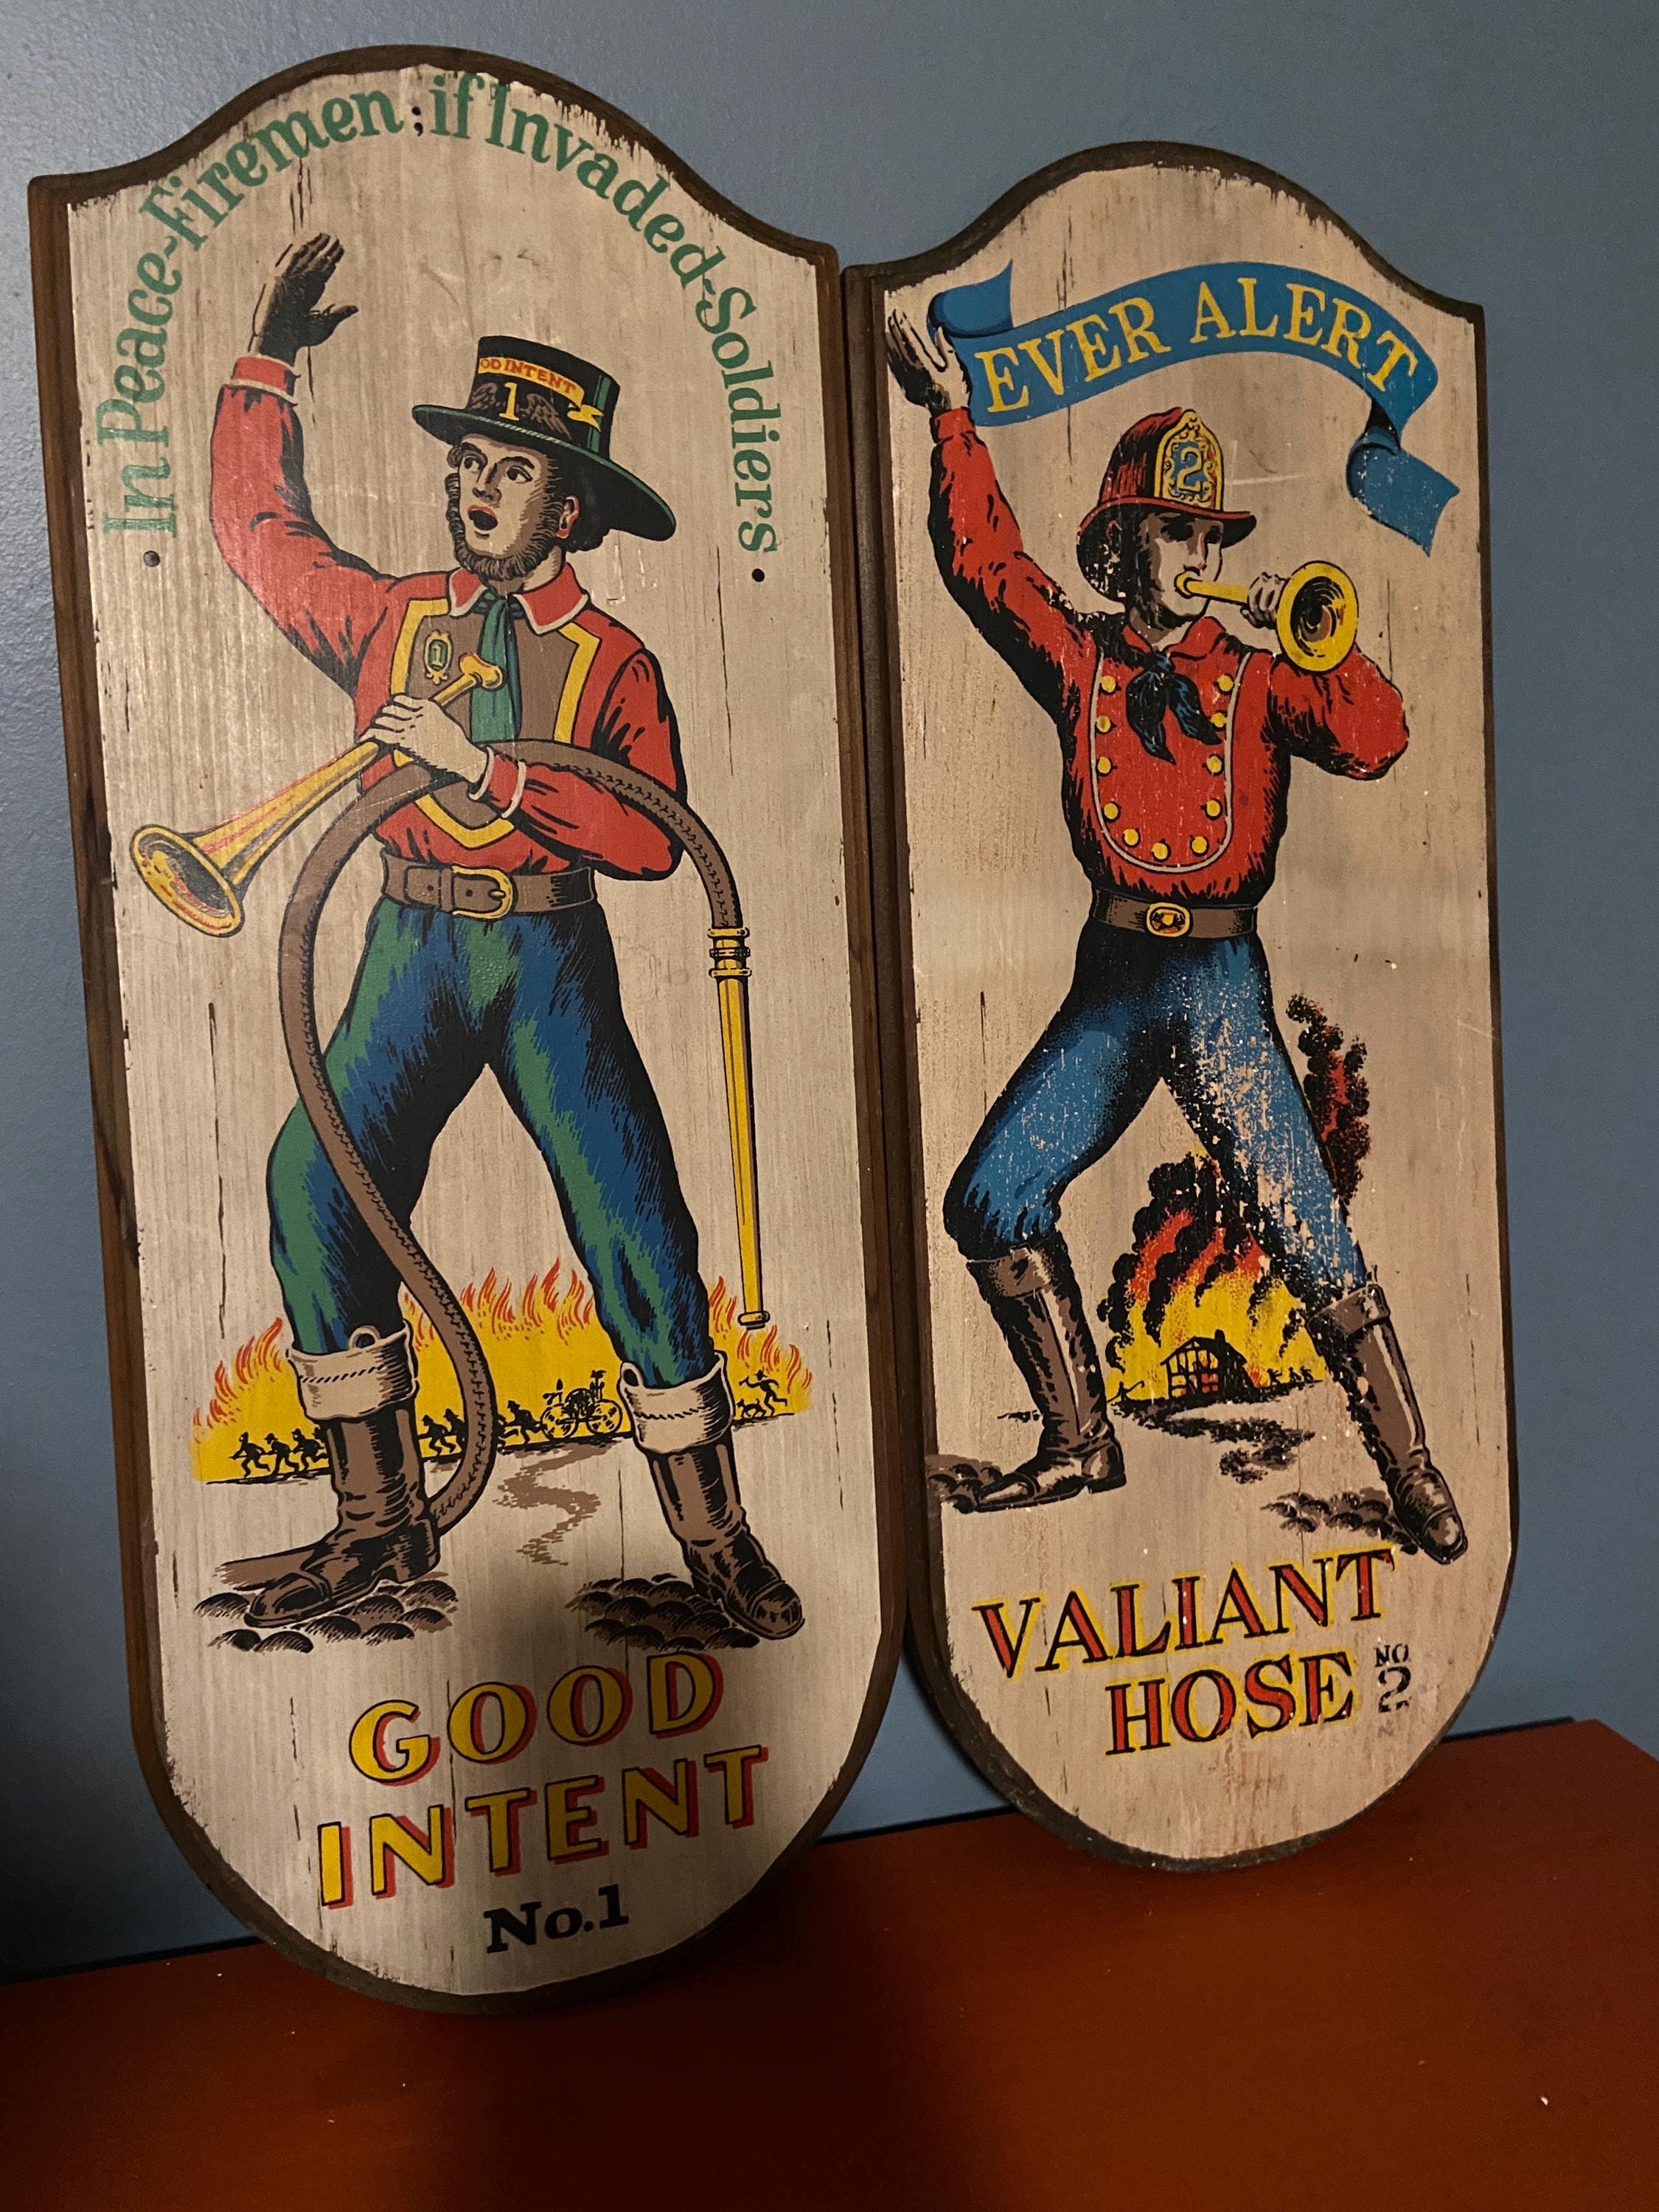 In Peace~Firemen; if Invaded~Soldiers
OD INTENT
1
1
GOOD
INTENT
No.1
EVER ALERT
2
VALIANT
HOSE NO 2